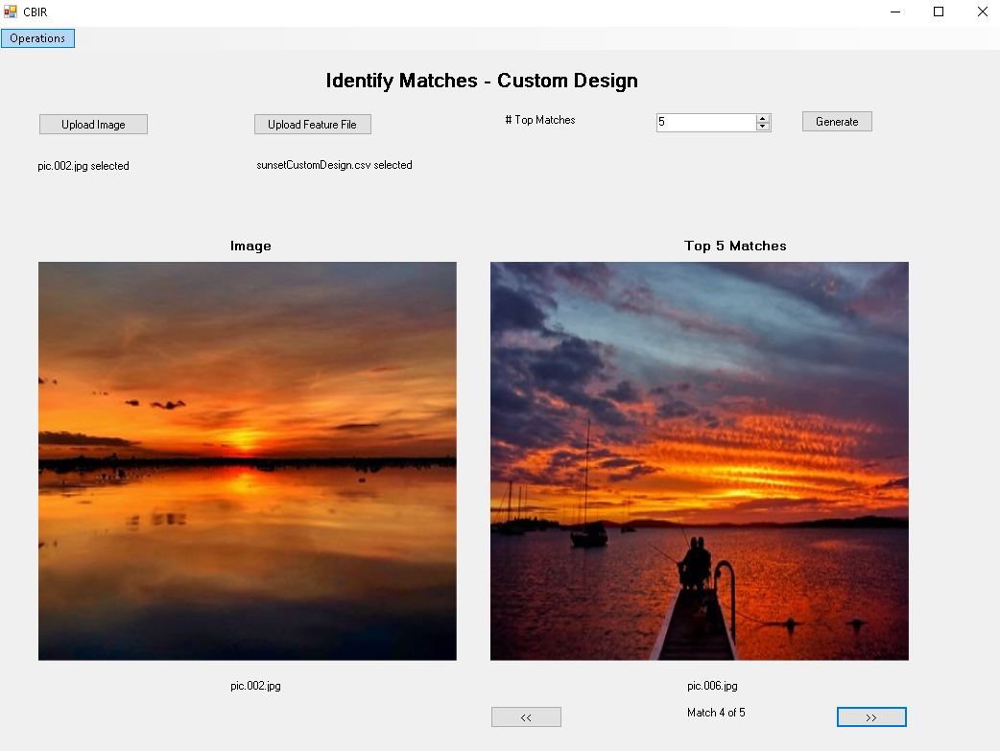 CBIR
Operations
Identify Matches - Custom Design
Upload Image
Upload Feature File
# Top Matches
5
Generate
pic.002.jpg selected
sunsetCustomDesign.csv selected
Image
Top 5 Matches
pic.002.jpg
pic.006.jpg
<<
Match 4 of 5
>>